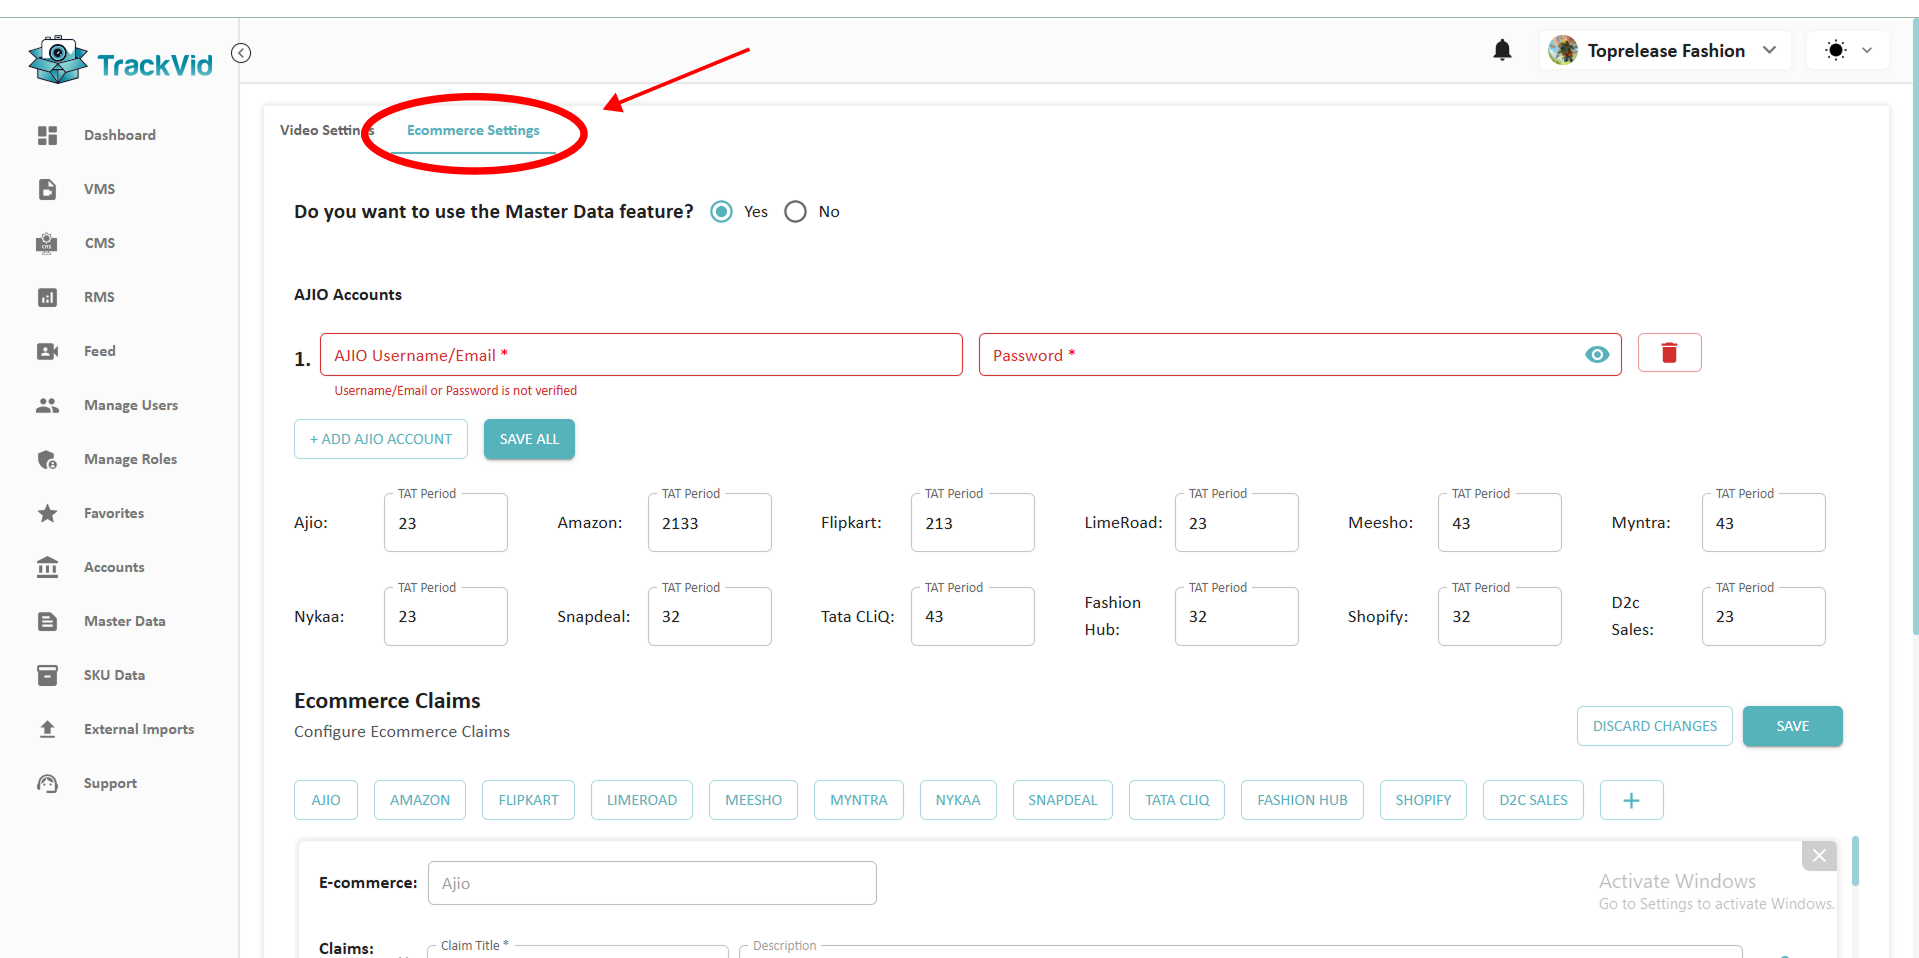 TrackVid
Toprelease Fashion
Dashboard
VMS
CMS
RMS
Feed
Manage Users
Manage Roles
Favorites
Accounts
Master Data
SKU Data
External Imports
Support
Video Settings
Ecommerce Settings
Do you want to use the Master Data feature? Yes No
AJIO Accounts
1. AJIO Username/Email * Password *
Username/Email or Password is not verified
+ ADD AJIO ACCOUNT SAVE ALL
TAT Period TAT Period TAT Period TAT Period TAT Period TAT Period
Ajio: 23 Amazon: 2133 Flipkart: 213 LimeRoad: 23 Meesho: 43 Myntra: 43
TAT Period TAT Period TAT Period TAT Period TAT Period TAT Period
Nykaa: 23 Snapdeal: 32 Tata CLiQ: 43 Fashion Hub: 32 Shopify: 32 D2c Sales: 23
Ecommerce Claims
Configure Ecommerce Claims
DISCARD CHANGES SAVE
AJIO AMAZON FLIPKART LIMEROAD MEESHO MYNTRA NYKAA SNAPDEAL TATA CLIQ FASHION HUB SHOPIFY D2C SALES +
E-commerce: Ajio
Activate Windows
Go to Settings to activate Windows.
Claims: Claim Title * Description